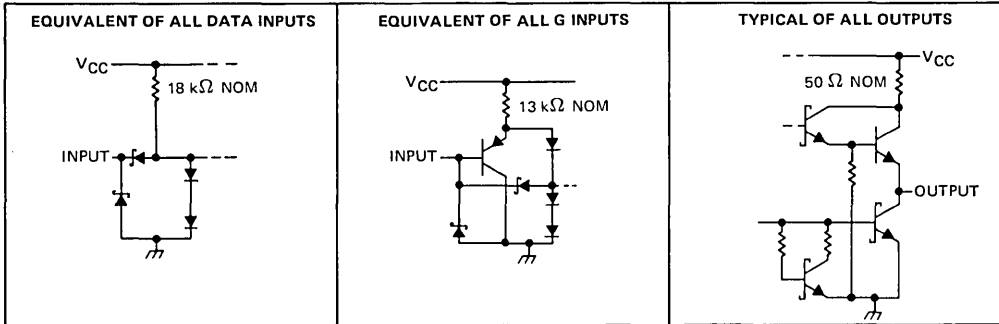 EQUIVALENT OF ALL DATA INPUTS
VCC
18 kΩ NOM
INPUT
EQUIVALENT OF ALL G INPUTS
VCC
13 kΩ NOM
INPUT
TYPICAL OF ALL OUTPUTS
VCC
50 Ω NOM
OUTPUT